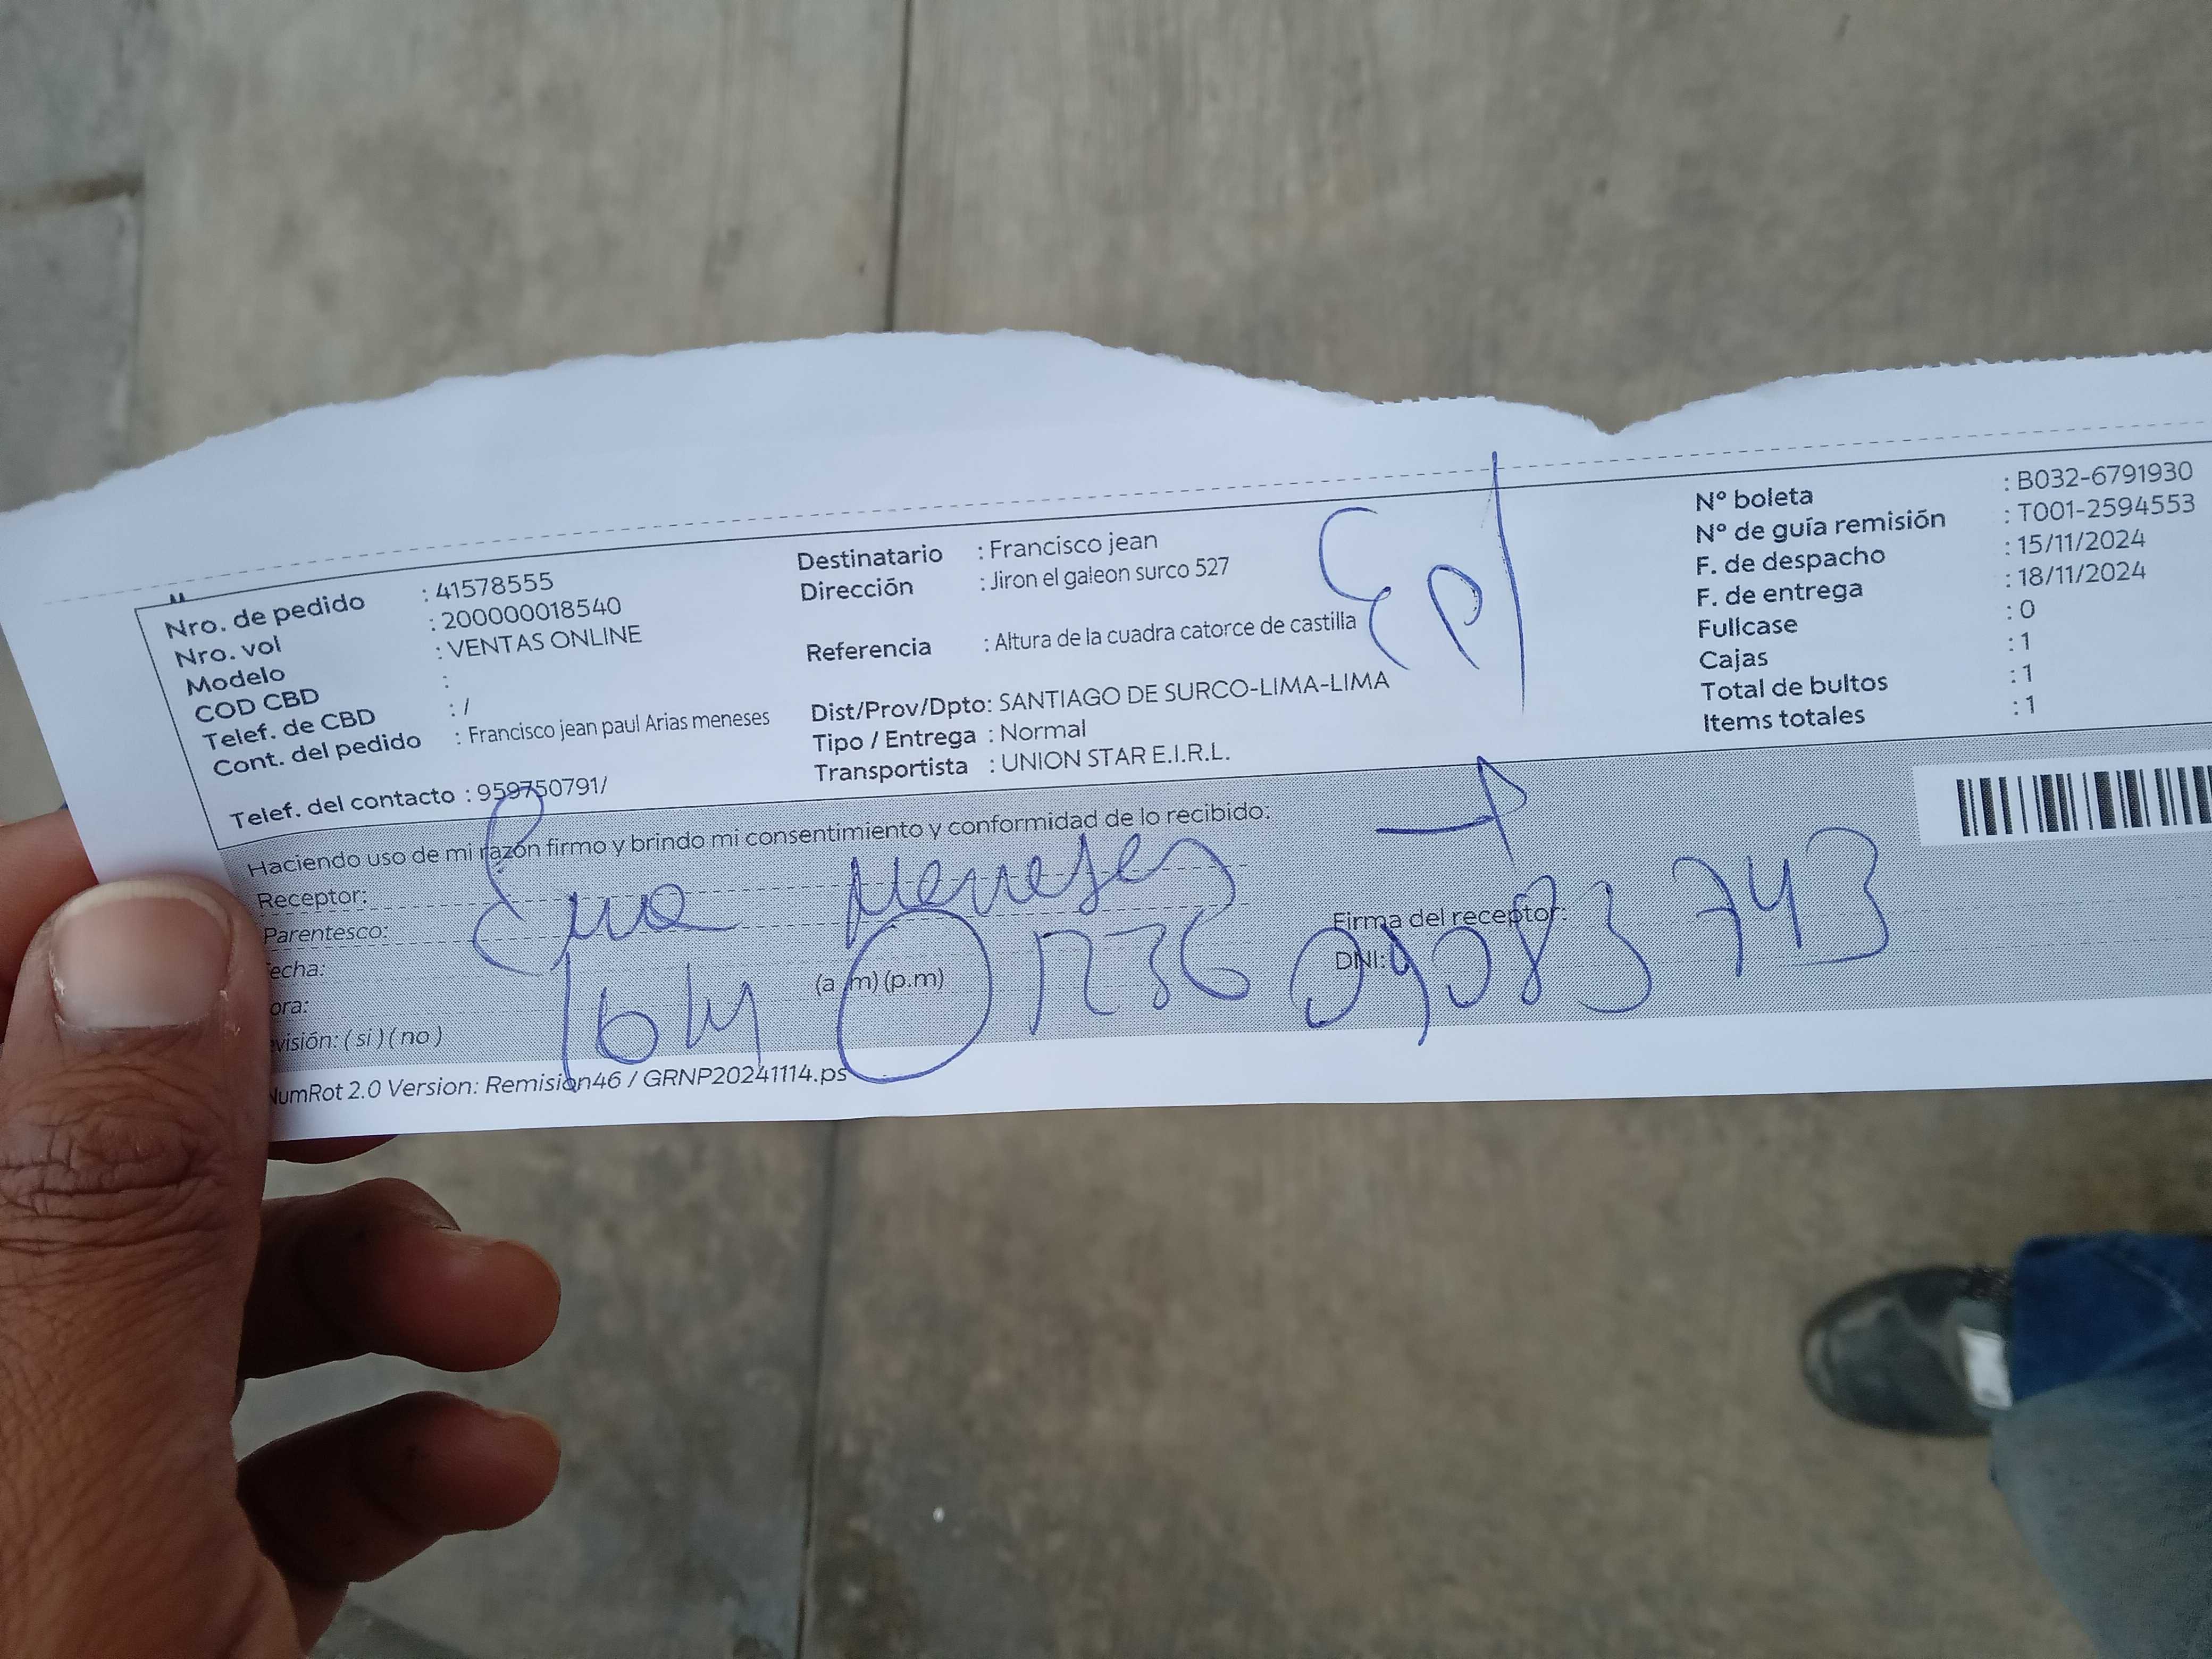 Nro. de pedido : 41578555
Nro. vol : 200000018540
Modelo : VENTAS ONLINE
COD CBD :
Telef. de CBD : /
Cont. del pedido : Francisco jean paul Arias meneses
Telef. del contacto : 959750791/
Destinatario : Francisco jean
Dirección : Jiron el galeon surco 527
Referencia : Altura de la cuadra catorce de castilla
Dist/Prov/Dpto: SANTIAGO DE SURCO-LIMA-LIMA
Tipo / Entrega : Normal
Transportista : UNION STAR E.I.R.L.
Nº boleta : B032-6791930
Nº de guía remisión : T001-2594553
F. de despacho : 15/11/2024
F. de entrega : 18/11/2024
Fullcase : 0
Cajas : 1
Total de bultos : 1
Items totales : 1
Haciendo uso de mi razón firmo y brindo mi consentimiento y conformidad de lo recibido:
Receptor:
Meneses
Parentesco:
Firma del receptor:
echa:
DNI: 09083743
ora: (a .m) (p.m)
visión: ( si ) ( no )
NumRot 2.0 Version: Remision46 / GRNP20241114.ps